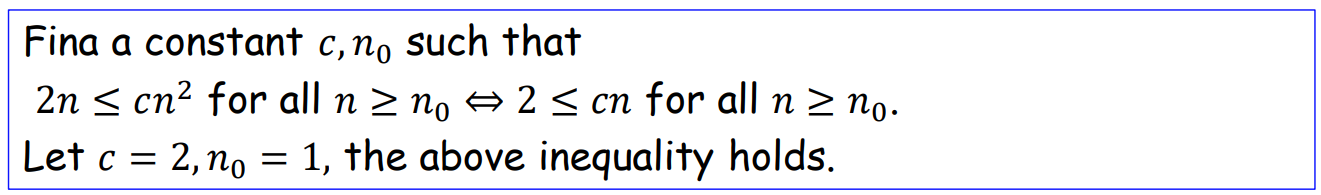 Fina a constant c, n₀ such that
2n ≤ cn² for all n ≥ n₀ ⇔ 2 ≤ cn for all n ≥ n₀.
Let c = 2, n₀ = 1, the above inequality holds.